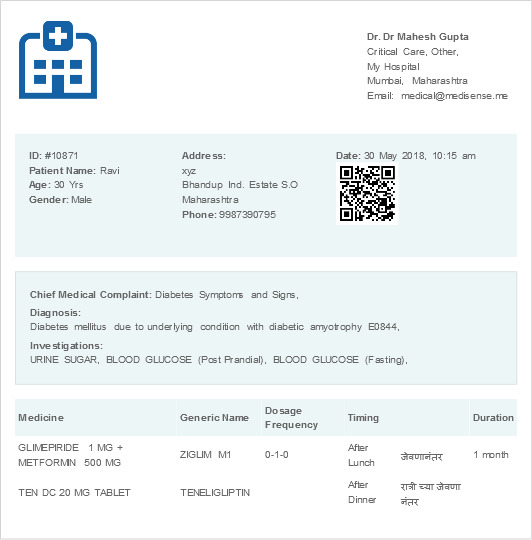 Dr. Dr Mahesh Gupta
Critical Care, Other,
My Hospital
Mumbai, Maharashtra
Email: medical@medisense.me
ID: #10871
Patient Name: Ravi
Age: 30 Yrs
Gender: Male
Address:
xyz
Bhandup Ind. Estate S.O
Maharashtra
Phone: 9987390795
Date: 30 May 2018, 10:15 am
Chief Medical Complaint: Diabetes Symptoms and Signs,
Diagnosis:
Diabetes mellitus due to underlying condition with diabetic amyotrophy E0844,
Investigations:
URINE SUGAR, BLOOD GLUCOSE (Post Prandial), BLOOD GLUCOSE (Fasting),
Medicine Generic Name Dosage Frequency Timing Duration
GLIMEPIRIDE 1 MG +
METFORMIN 500 MG
ZIGLIM M1
0-1-0
After
Lunch
जेवणानंतर
1 month
TEN DC 20 MG TABLET
TENELIGLIPTIN
After
Dinner
रात्री च्या जेवणा
नंतर